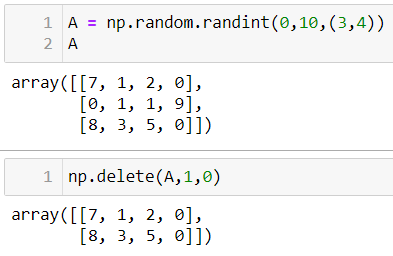 1 A = np.random.randint(0,10,(3,4))
2 A
array([[7, 1, 2, 0],
       [0, 1, 1, 9],
       [8, 3, 5, 0]])
1 np.delete(A,1,0)
array([[7, 1, 2, 0],
       [8, 3, 5, 0]])